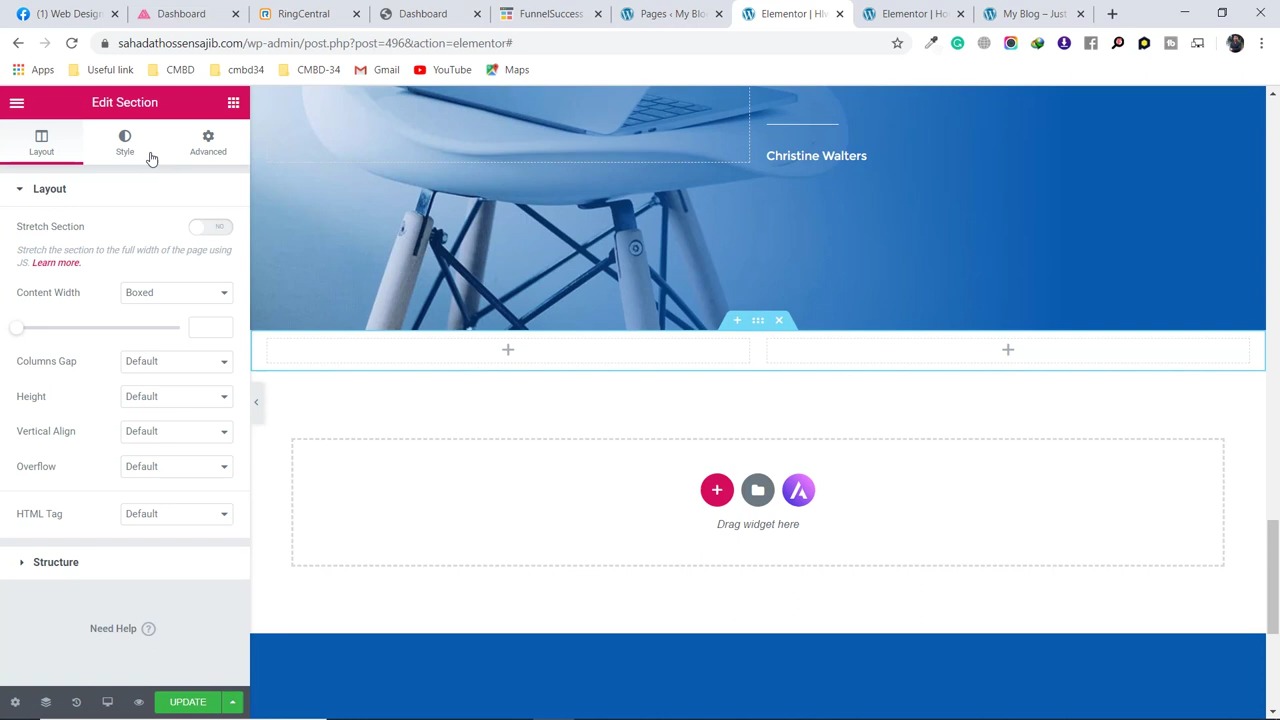 (1) Web Desig
Dashboard
RingCentral
Dashboard
FunnelSuccess
Pages ‹ My Blo
Elementor | Hi
Elementor | Ho
My Blog – Just
sahadathossensajib.com/wp-admin/post.php?post=496&action=elementor#
Apps
Useful link
CMBD
cmbd34
CMBD-34
Gmail
YouTube
Maps
Edit Section
Layout
Style
Advanced
Layout
Stretch Section
NO
Stretch the section to the full width of the page using
JS. Learn more.
Content Width
Boxed
Columns Gap
Default
Height
Default
Vertical Align
Default
Overflow
Default
HTML Tag
Default
Structure
Need Help
UPDATE
Christine Walters
Drag widget here